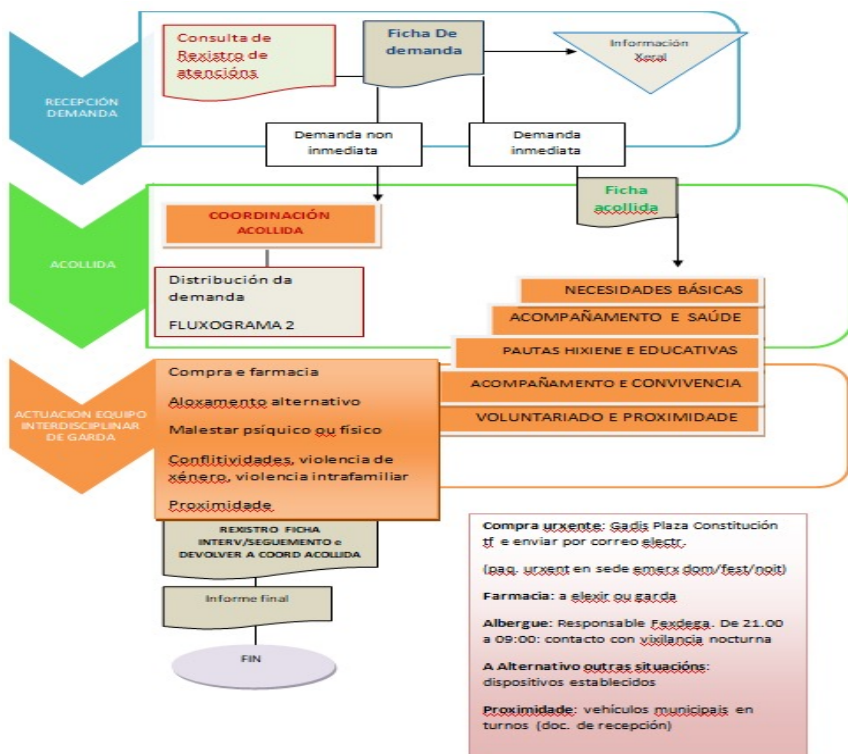 Consulta de
Rexistro de
atencións
Ficha De
demanda
Información
Xeral
RECEPCIÓN
DEMANDA
Demanda non
inmediata
Demanda
inmediata
Ficha
acollida
COORDINACIÓN
ACOLLIDA
ACOLLIDA
Distribución da
demanda
FLUXOGRAMA 2
NECESIDADES BÁSICAS
ACOMPAÑAMENTO E SAÚDE
PAUTAS HIXIENE E EDUCATIVAS
ACOMPAÑAMENTO E CONVIVENCIA
VOLUNTARIADO E PROXIMIDADE
ACTUACION EQUIPO
INTERDISCIPLINAR
DE GARDA
Compra e farmacia
Aloxamento alternativo
Malestar psíquico ou físico
Conflitividades, violencia de
xénero, violencia intrafamiliar
Proximidade
REXISTRO FICHA
INTERV/SEGUEMENTO e
DEVOLVER A COORD ACOLLIDA
Informe final
FIN
Compra urxente: Gadis Plaza Constitución
tf e enviar por correo electr.
(paq. urxent en sede emerx dom/fest/noit)
Farmacia: a elexir ou garda
Albergue: Responsable Fexdega. De 21.00
a 09:00: contacto con vixilancia nocturna
A Alternativo outras situacións:
dispositivos establecidos
Proximidade: vehículos municipais en
turnos (doc. de recepción)